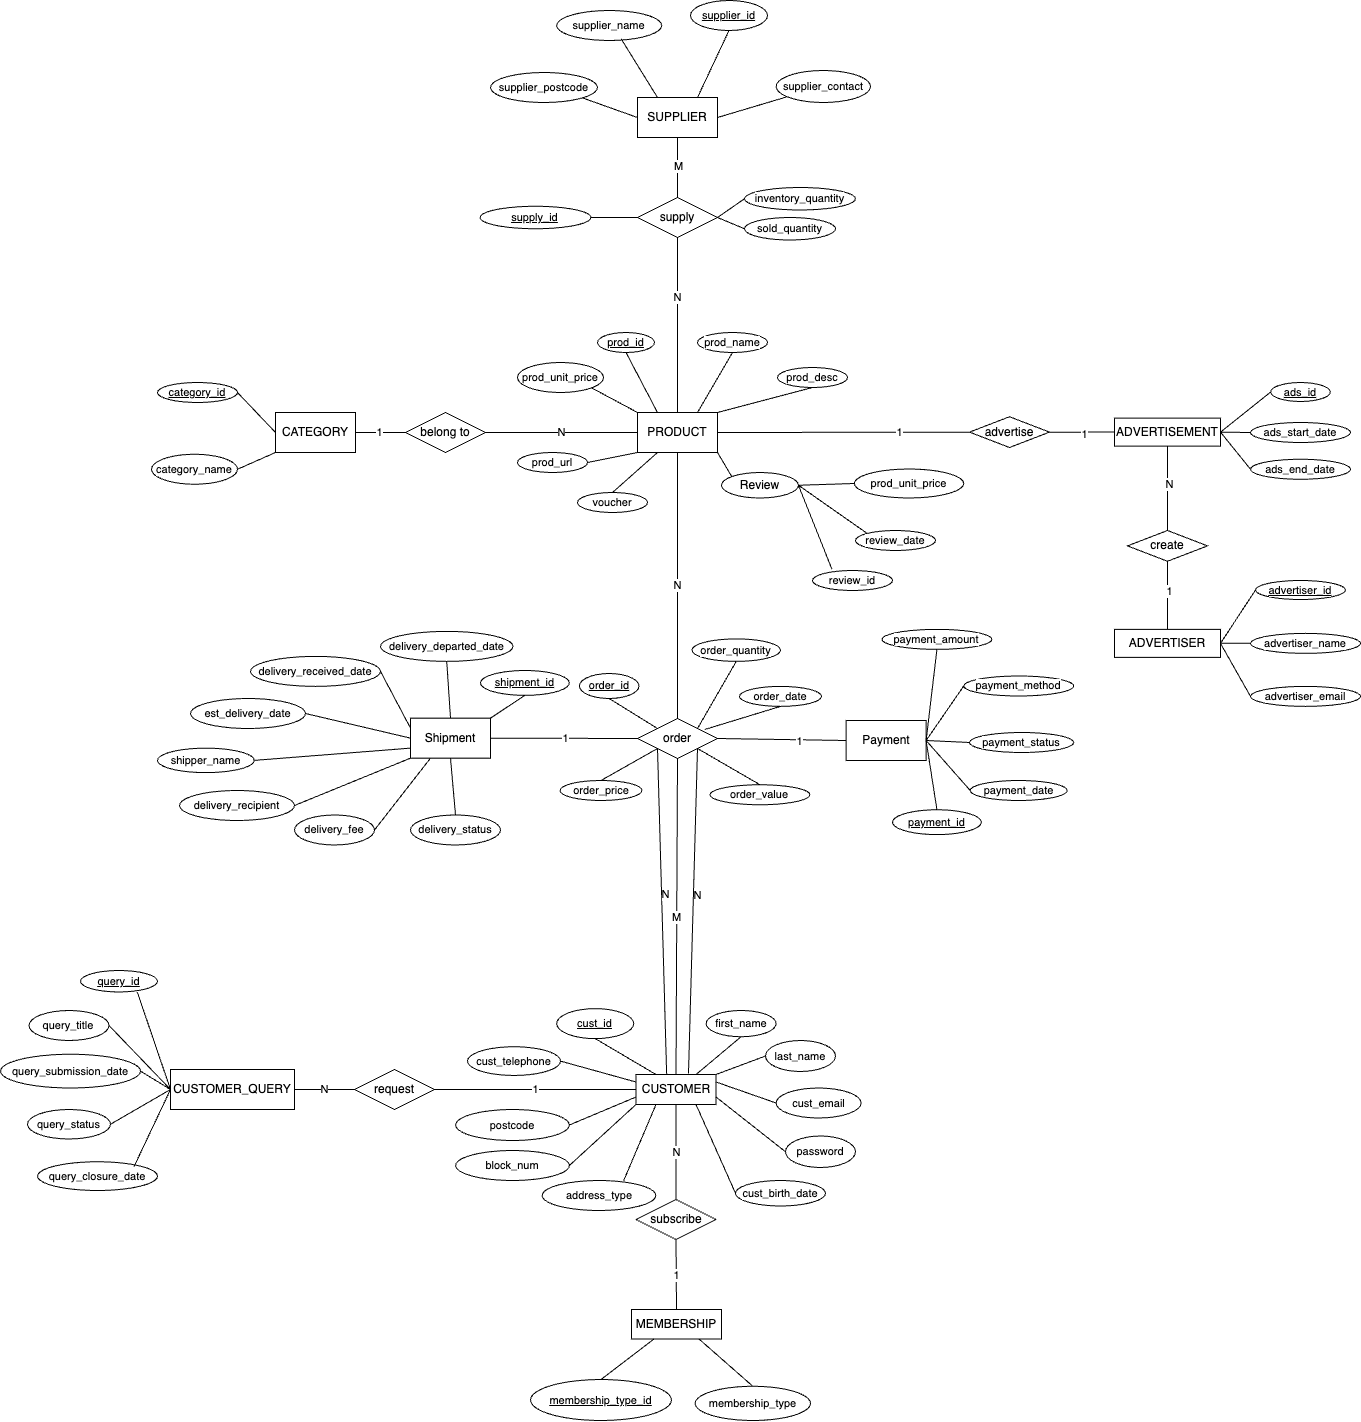 supplier_name
supplier_id
supplier_postcode
supplier_contact
SUPPLIER
M
supply_id
supply
inventory_quantity
sold_quantity
N
prod_id
prod_name
prod_unit_price
prod_desc
category_id
CATEGORY
1
belong to
N
PRODUCT
1
advertise
1
ADVERTISEMENT
ads_id
ads_start_date
ads_end_date
category_name
prod_url
voucher
Review
prod_unit_price
review_date
review_id
N
create
1
ADVERTISER
advertiser_id
advertiser_name
advertiser_email
N
delivery_departed_date
delivery_received_date
shipment_id
est_delivery_date
shipper_name
Shipment
delivery_recipient
delivery_fee
delivery_status
1
order_id
order_quantity
order_date
order
order_price
order_value
1
Payment
payment_amount
payment_method
payment_status
payment_date
payment_id
N
M
N
query_id
query_title
query_submission_date
CUSTOMER_QUERY
query_status
query_closure_date
N
request
1
cust_id
first_name
cust_telephone
last_name
CUSTOMER
cust_email
postcode
password
block_num
address_type
cust_birth_date
N
subscribe
1
MEMBERSHIP
membership_type_id
membership_type